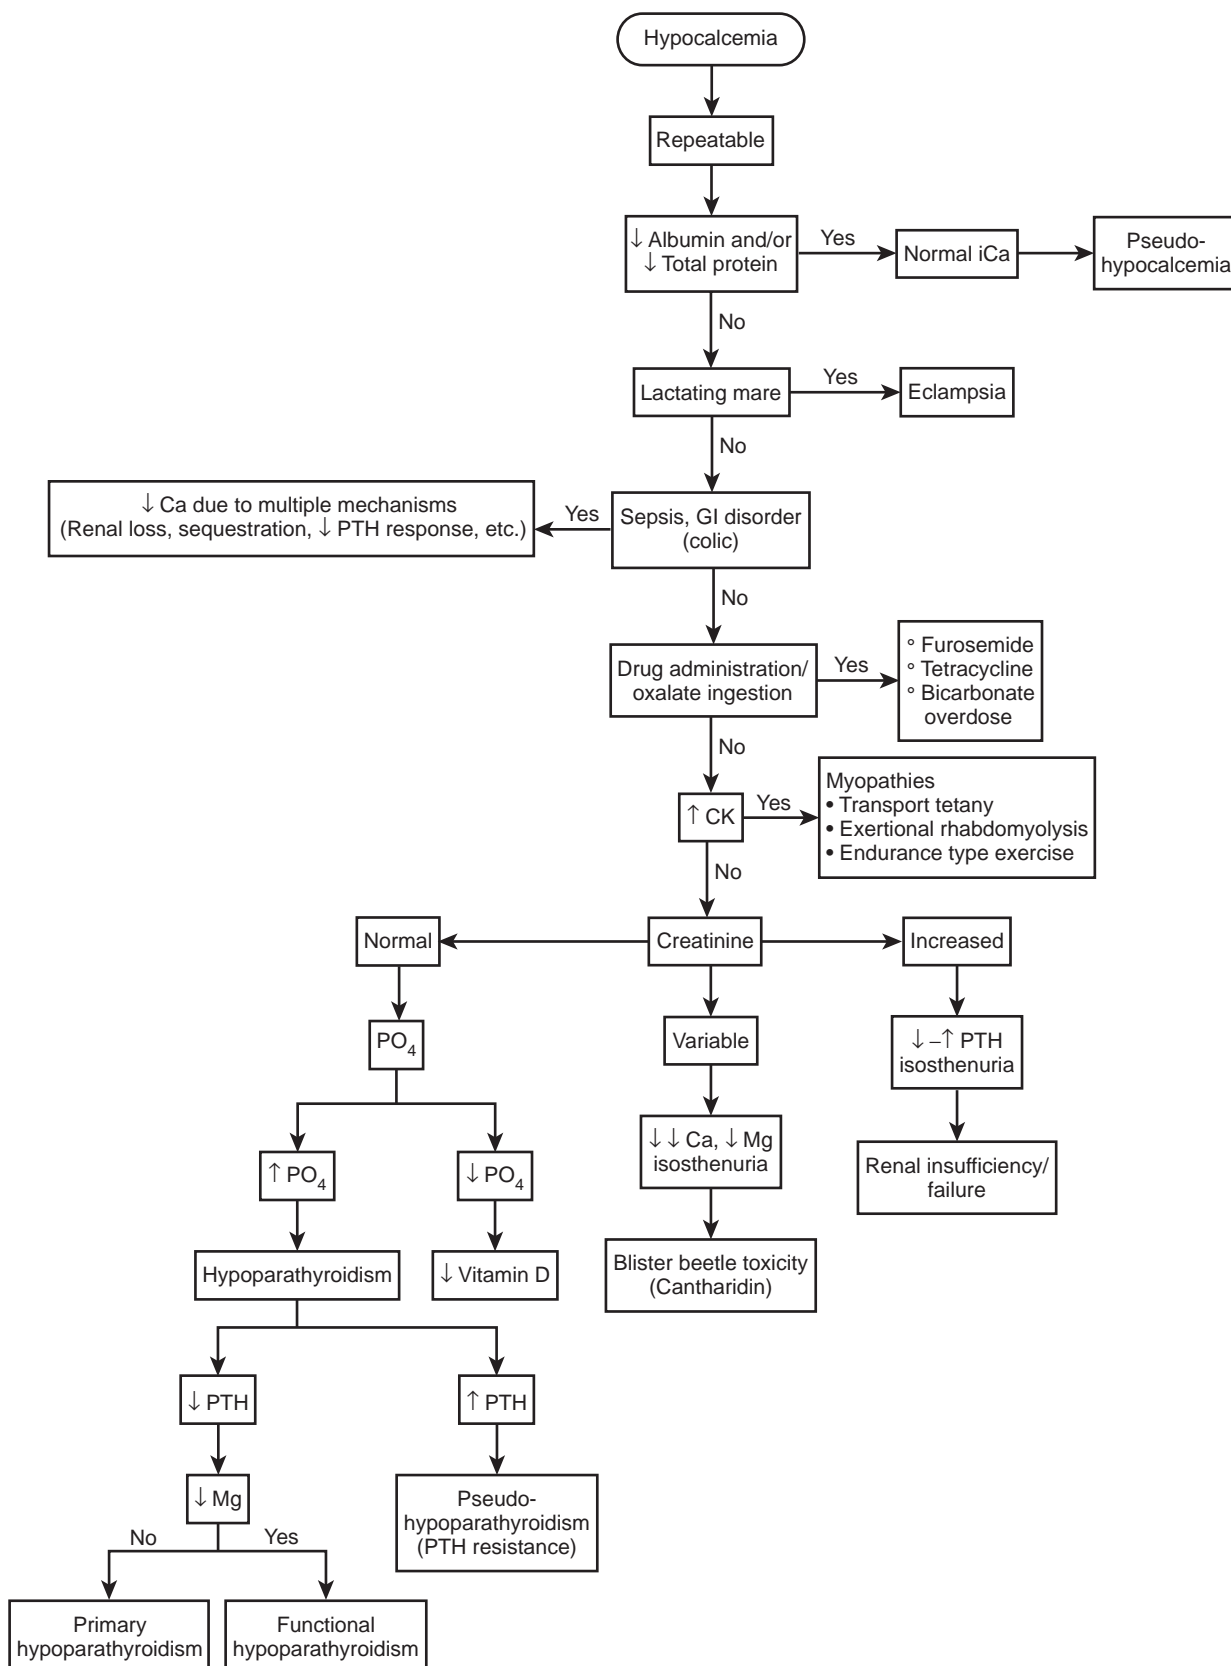 Hypocalcemia
Repeatable
↓ Albumin and/or
↓ Total protein
Yes
Normal iCa
Pseudo-
hypocalcemia
No
Lactating mare
Yes
Eclampsia
No
↓ Ca due to multiple mechanisms
(Renal loss, sequestration, ↓ PTH response, etc.)
Yes
Sepsis, GI disorder
(colic)
No
Drug administration/
oxalate ingestion
Yes
° Furosemide
° Tetracycline
° Bicarbonate
overdose
No
↑ CK
Yes
Myopathies
• Transport tetany
• Exertional rhabdomyolysis
• Endurance type exercise
No
Normal
Creatinine
Increased
PO4
Variable
↓–↑ PTH
isosthenuria
↑ PO4
↓ PO4
↓↓ Ca, ↓ Mg
isosthenuria
Renal insufficiency/
failure
Hypoparathyroidism
↓ Vitamin D
Blister beetle toxicity
(Cantharidin)
↓ PTH
↑ PTH
↓ Mg
Pseudo-
hypoparathyroidism
(PTH resistance)
No
Yes
Primary
hypoparathyroidism
Functional
hypoparathyroidism